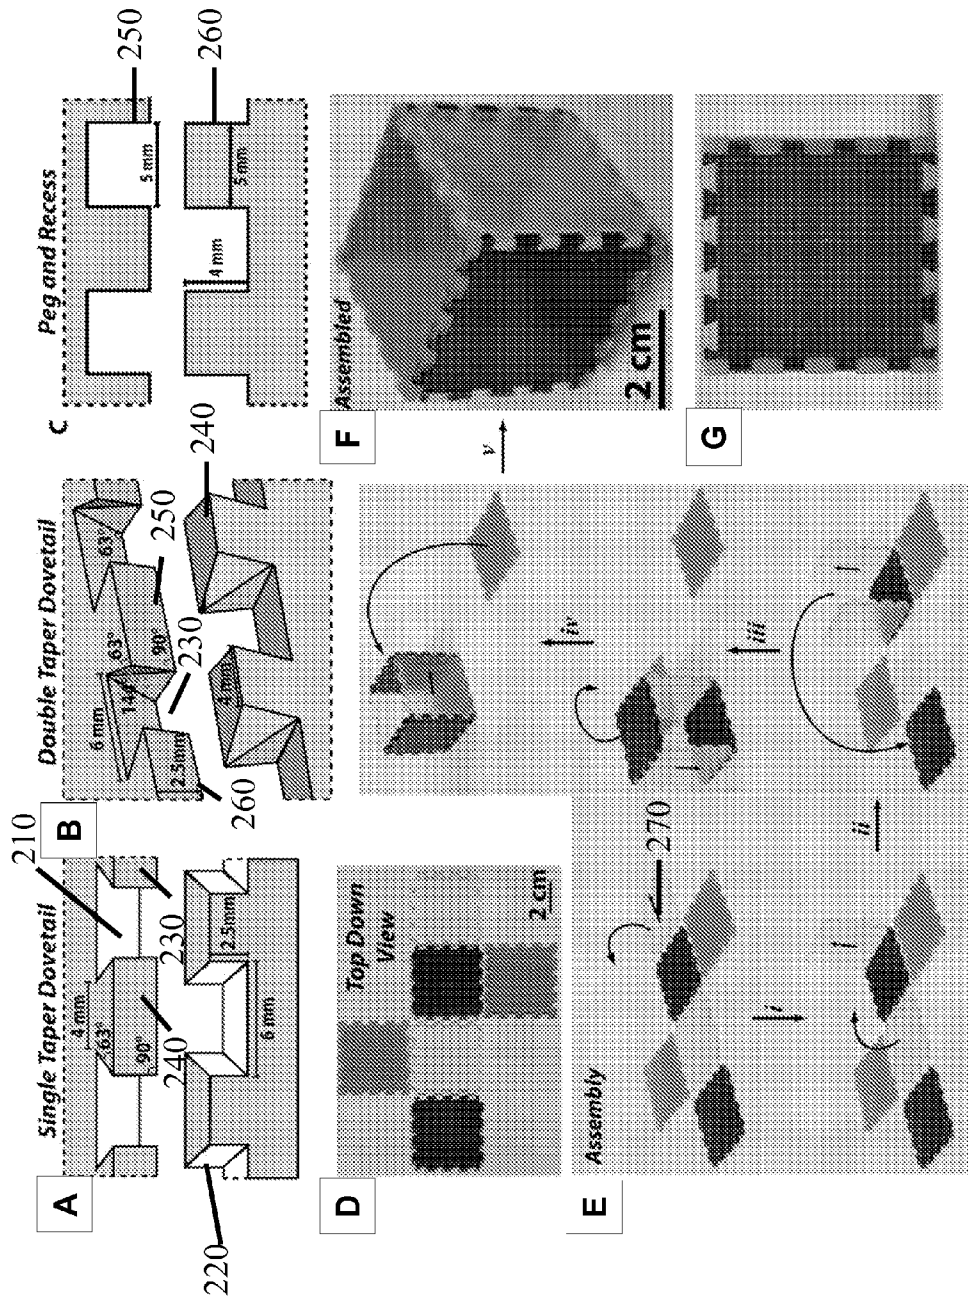 A
Single Taper Dovetail
210
4 mm
63°
90°
240
230
2.5mm
6 mm
220
B
Double Taper Dovetail
6 mm
63°
63°
90°
250
230
2.5mm
260
4 mm
240
C
Peg and Recess
250
5 mm
260
5 mm
4 mm
D
Top Down
View
2 cm
E
Assembly
270
i
ii
iii
iv
v
F
Assembled
2 cm
G